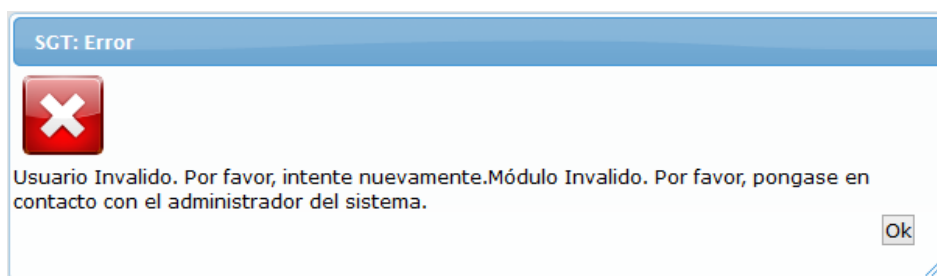 SGT: Error
Usuario Invalido. Por favor, intente nuevamente.Módulo Invalido. Por favor, pongase en
contacto con el administrador del sistema.
Ok